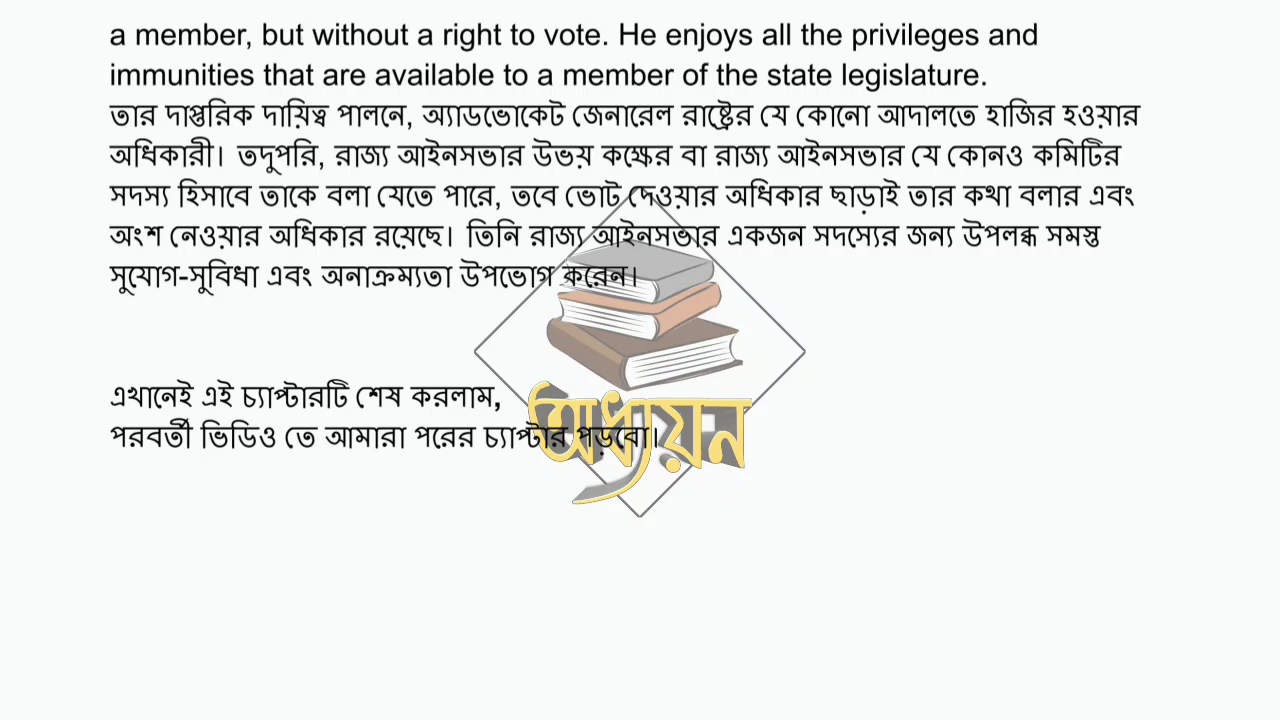 a member, but without a right to vote. He enjoys all the privileges and
immunities that are available to a member of the state legislature.
তার দাপ্তরিক দায়িত্ব পালনে, অ্যাডভোকেট জেনারেল রাষ্ট্রের যে কোনো আদালতে হাজির হওয়ার
অধিকারী। তদুপরি, রাজ্য আইনসভার উভয় কক্ষের বা রাজ্য আইনসভার যে কোনও কমিটির
সদস্য হিসাবে তাকে বলা যেতে পারে, তবে ভোট দেওয়ার অধিকার ছাড়াই তার কথা বলার এবং
অংশ নেওয়ার অধিকার রয়েছে। তিনি রাজ্য আইনসভার একজন সদস্যের জন্য উপলব্ধ সমস্ত
সুযোগ-সুবিধা এবং অনাক্রম্যতা উপভোগ করেন।
এখানেই এই চ্যাপ্টারটি শেষ করলাম,
পরবর্তী ভিডিও তে আমারা পরের চ্যাপ্টার পড়বো।
অধ্যয়ন